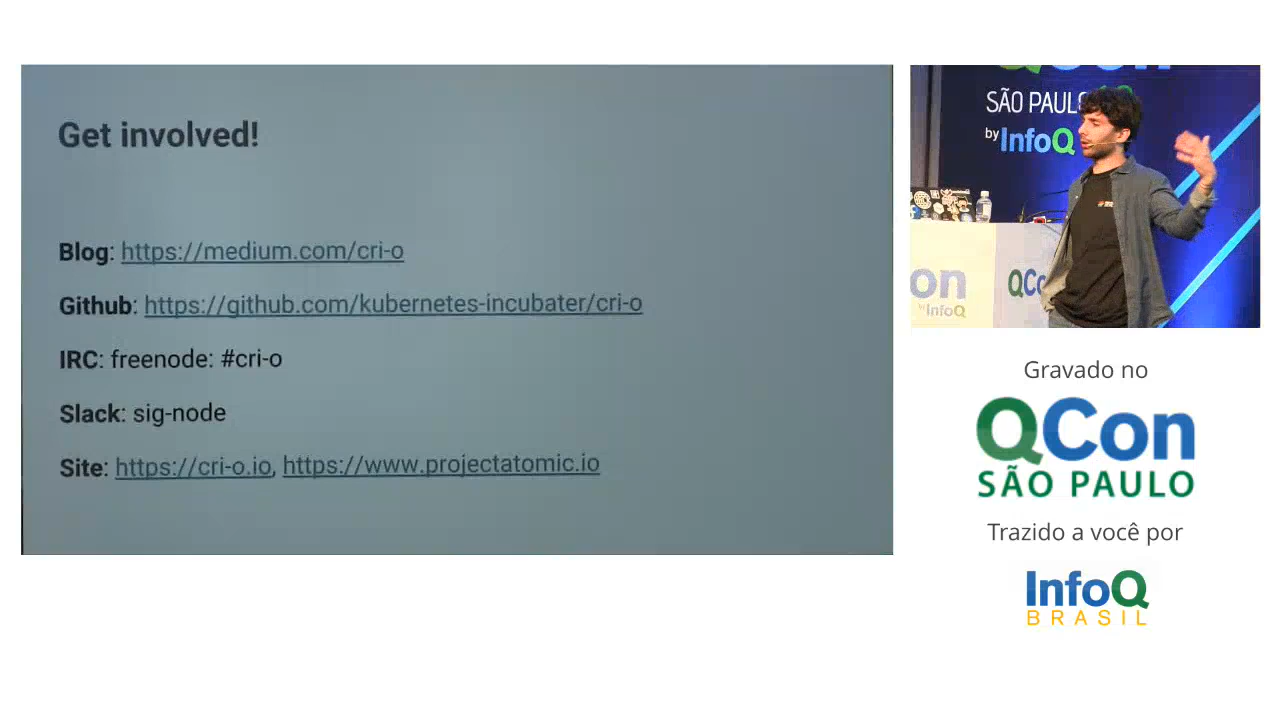 Get involved!
Blog: https://medium.com/cri-o
Github: https://github.com/kubernetes-incubater/cri-o
IRC: freenode: #cri-o
Slack: sig-node
Site: https://cri-o.io, https://www.projectatomic.io
SÃO PAULO
by InfoQ
on
by InfoQ
QCo
Gravado no
QCon
SÃO PAULO
Trazido a você por
InfoQ
BRASIL